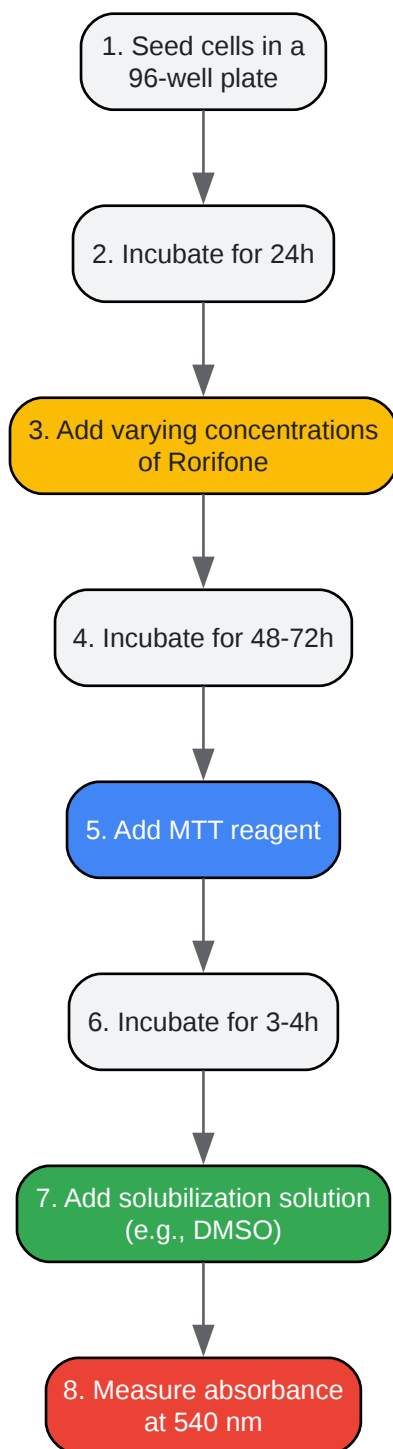 1. Seed cells in a
96-well plate
2. Incubate for 24h
3. Add varying concentrations
of Rorifone
4. Incubate for 48-72h
5. Add MTT reagent
6. Incubate for 3-4h
7. Add solubilization solution
(e.g., DMSO)
8. Measure absorbance
at 540 nm